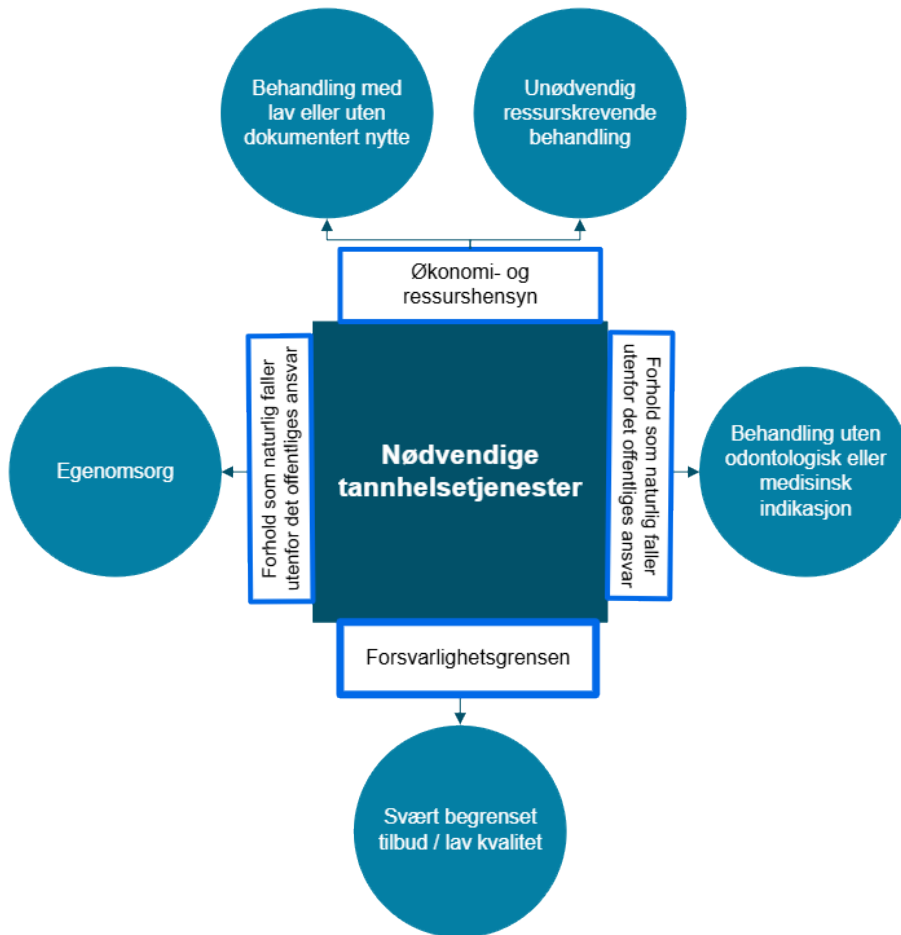 Behandling med
lav eller uten
dokumentert nytte
Unødvendig
ressurskrevende
behandling
Økonomi- og
ressurshensyn
Egenomsorg
Forhold som naturlig faller
utenfor det offentliges ansvar
Nødvendige
tannhelsetjenester
Forhold som naturlig faller
utenfor det offentliges ansvar
Behandling uten
odontologisk eller
medisinsk
indikasjon
Forsvarlighetsgrensen
Svært begrenset
tilbud / lav kvalitet